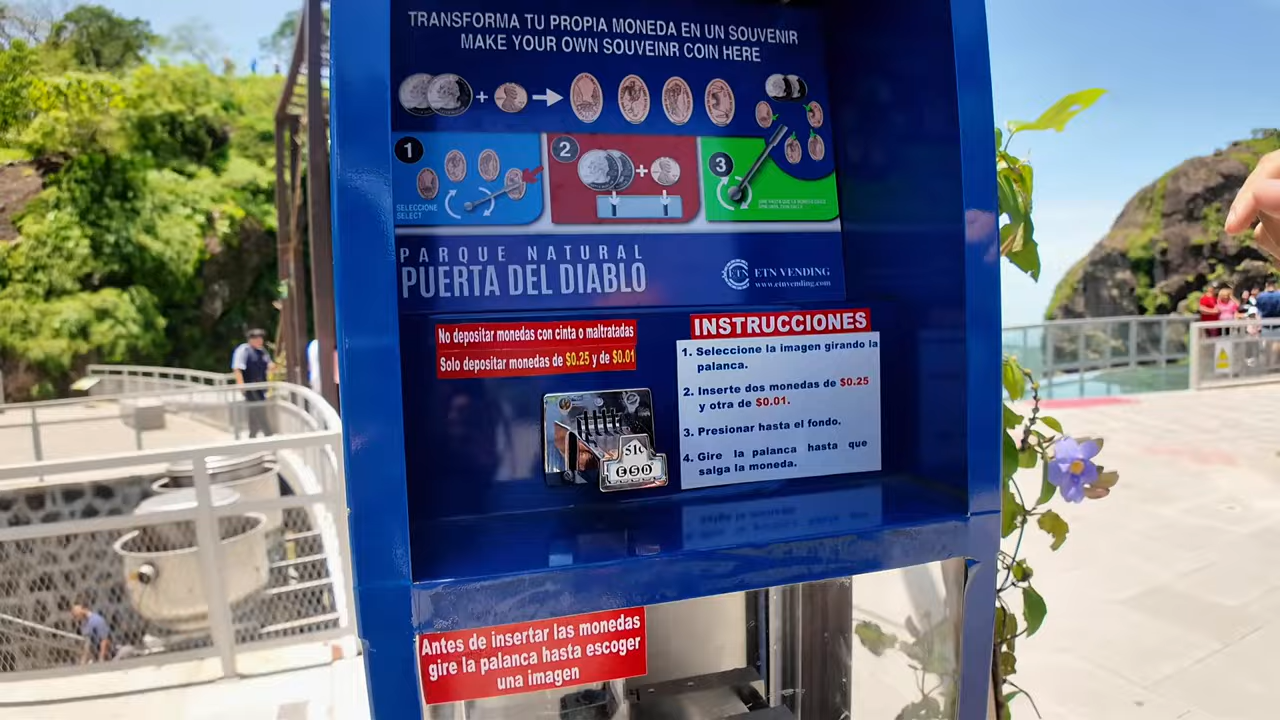 TRANSFORMA TU PROPIA MONEDA EN UN SOUVENIR
MAKE YOUR OWN SOUVEINR COIN HERE
1
SELECCIONE
SELECT
2
3
PARQUE NATURAL
PUERTA DEL DIABLO
ETN
ETN VENDING
www.etnvending.com
No depositar monedas con cinta o maltratadas
Solo depositar monedas de $0.25 y de $0.01
INSTRUCCIONES
1. Seleccione la imagen girando la
palanca.
2. Inserte dos monedas de $0.25
y otra de $0.01.
3. Presionar hasta el fondo.
4. Gire la palanca hasta que
salga la moneda.
51¢
ESO
Antes de insertar las monedas
gire la palanca hasta escoger
una imagen